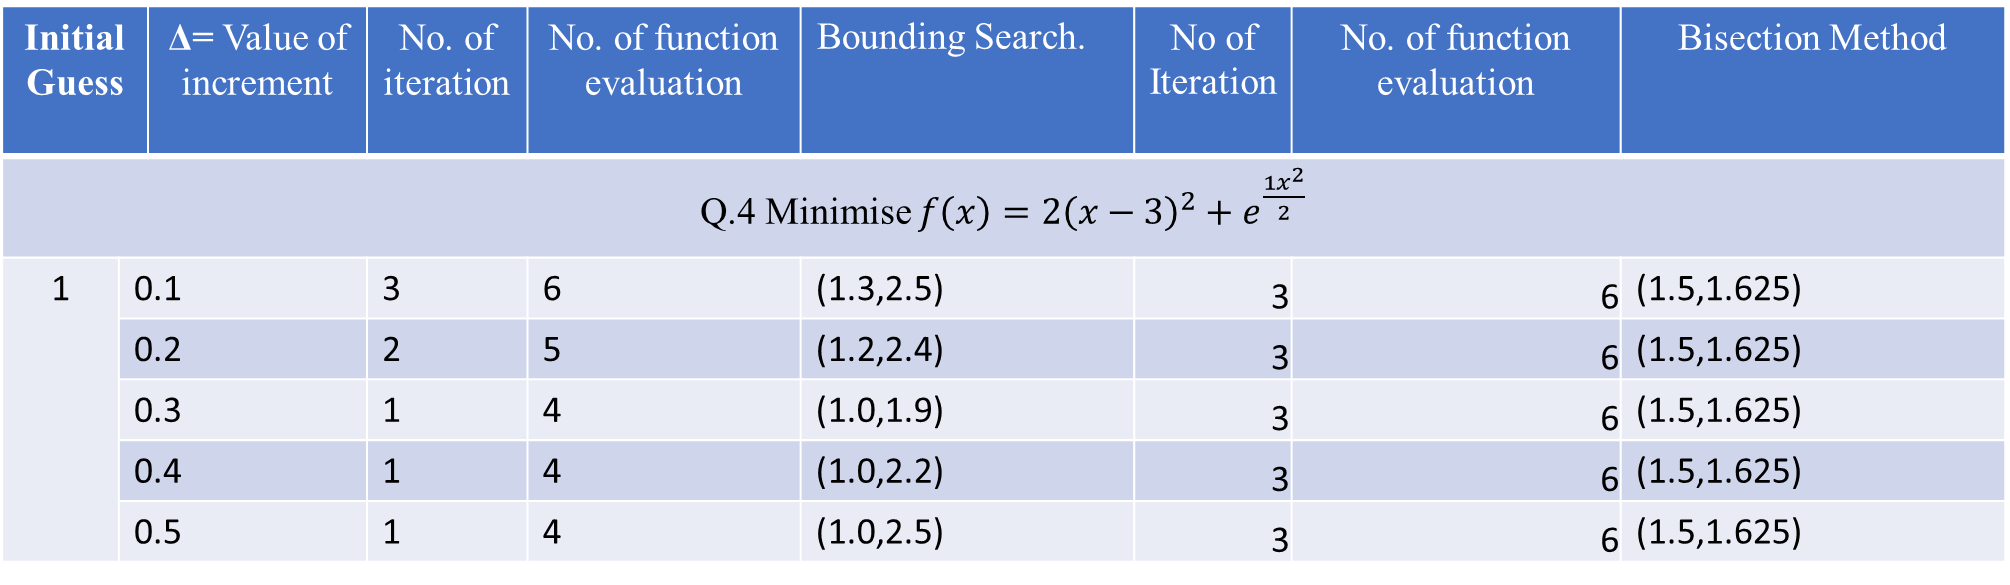 Initial Guess Δ= Value of increment No. of iteration No. of function evaluation Bounding Search. No of Iteration No. of function evaluation Bisection Method
Q.4 Minimise f(x) = 2(x − 3)² + e^(1x²/2)
1 0.1 3 6 (1.3,2.5) 3 6 (1.5,1.625)
0.2 2 5 (1.2,2.4) 3 6 (1.5,1.625)
0.3 1 4 (1.0,1.9) 3 6 (1.5,1.625)
0.4 1 4 (1.0,2.2) 3 6 (1.5,1.625)
0.5 1 4 (1.0,2.5) 3 6 (1.5,1.625)